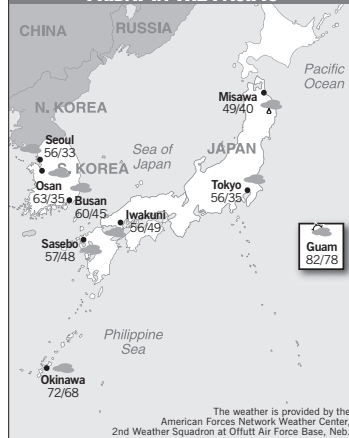 CHINA
RUSSIA
Pacific
Ocean
N. KOREA
Misawa
49/40
Seoul
56/33
Sea of
Japan
JAPAN
S. KOREA
Osan
63/35
Busan
60/45
Tokyo
56/35
Iwakuni
56/49
Sasebo
57/48
Guam
82/78
Philippine
Sea
Okinawa
72/68
The weather is provided by the
American Forces Network Weather Center,
2nd Weather Squadron at Offutt Air Force Base, Neb.